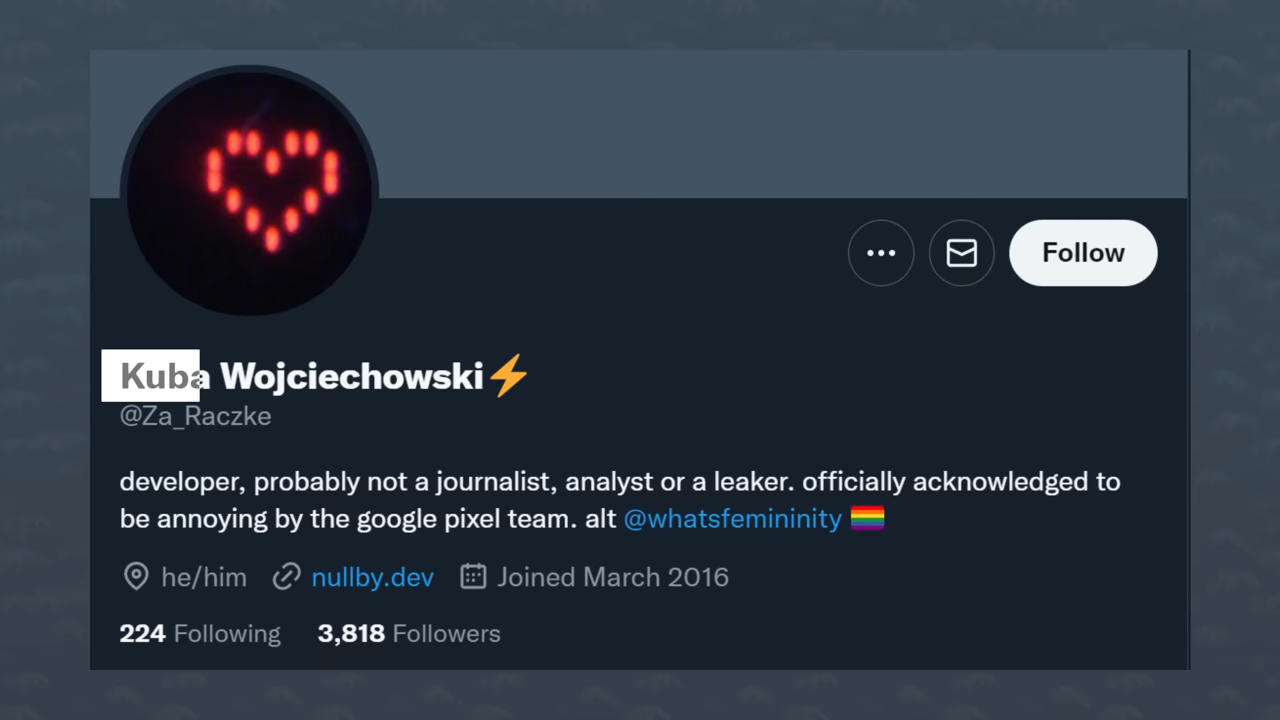 Follow
Kuba Wojciechowski⚡
@Za_Raczke
developer, probably not a journalist, analyst or a leaker. officially acknowledged to
be annoying by the google pixel team. alt @whatsfemininity 🏳️‍🌈
he/him nullby.dev Joined March 2016
224 Following 3,818 Followers